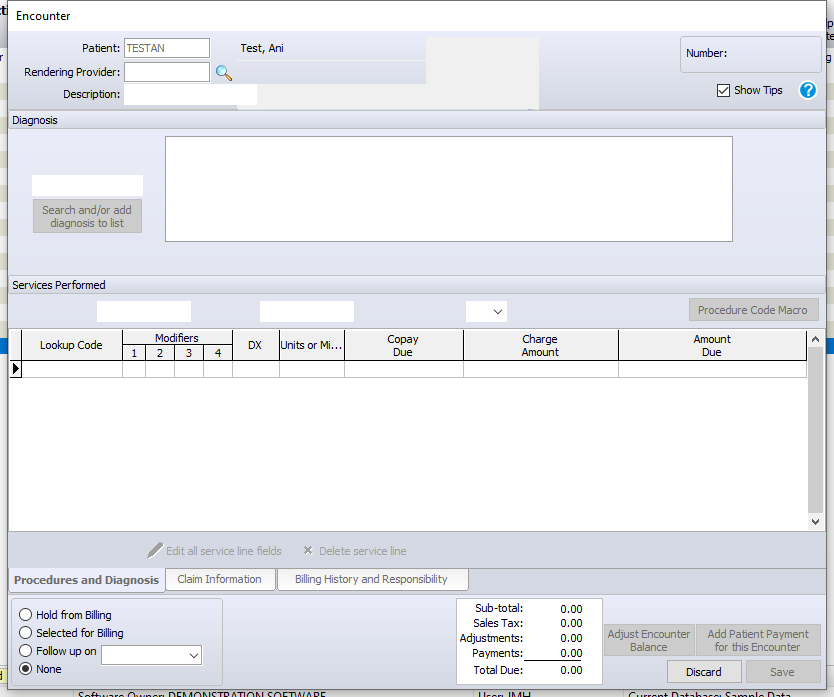 Encounter
Patient: TESTAN Test, Ani
Number:
Rendering Provider:
Show Tips ?
Description:
Diagnosis
Search and/or add
diagnosis to list
Services Performed
Procedure Code Macro
Lookup Code Modifiers DX Units or Mi... Copay Due Charge Amount Amount Due
1 2 3 4
Edit all service line fields Delete service line
Procedures and Diagnosis Claim Information Billing History and Responsibility
Hold from Billing
Selected for Billing
Follow up on
None
Sub-total: 0.00
Sales Tax: 0.00
Adjustments: 0.00
Payments: 0.00
Total Due: 0.00
Adjust Encounter
Balance
Add Patient Payment
for this Encounter
Discard Save
Software Owner: DEMONSTRATION SOFTWARE User: JMH Current Database: Sample Data